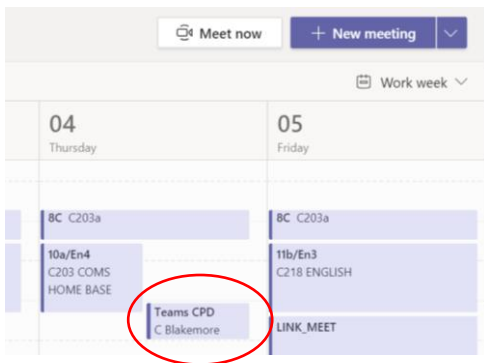 Meet now
+ New meeting
Work week
04
Thursday
05
Friday
8C C203a
8C C203a
10a/En4
C203 COMS
HOME BASE
11b/En3
C218 ENGLISH
Teams CPD
C Blakemore
LINK_MEET